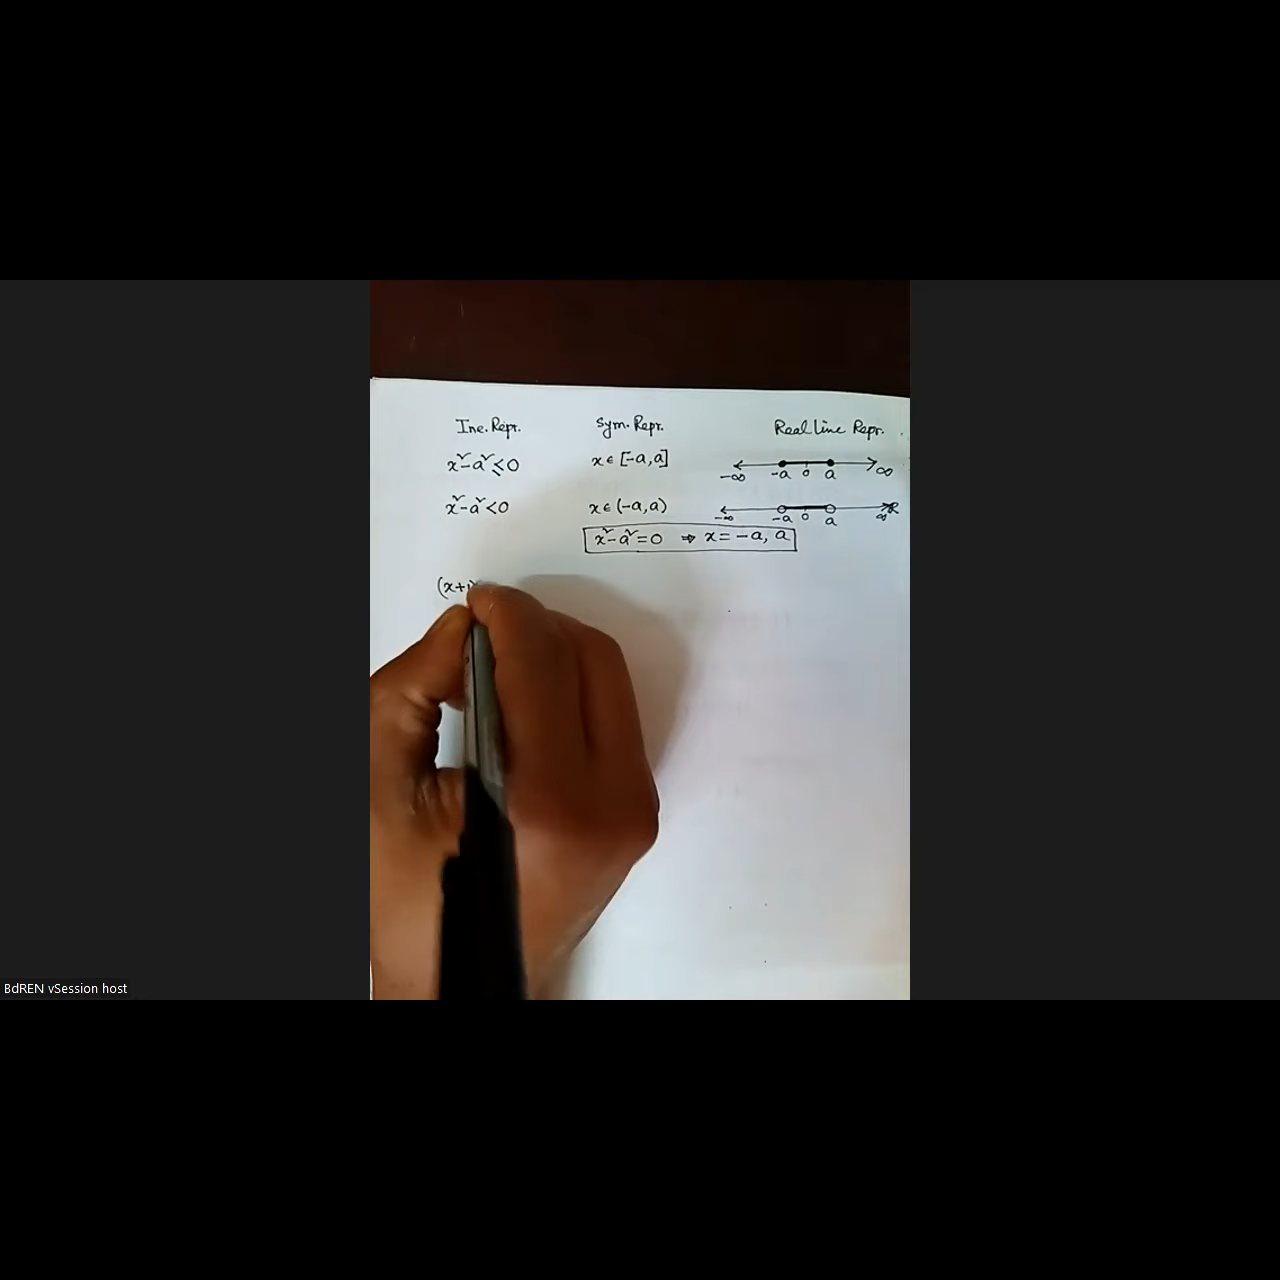 Ine. Repr. Sym. Repr. Real Line Repr.
x²-a²≤0 x∈[-a,a] -∞ -a 0 a ∞
x²-a²<0 x∈(-a,a) -∞ -a 0 a ∞
x²-a²=0 ⇒ x=-a, a
(x+1)
BdREN vSession host